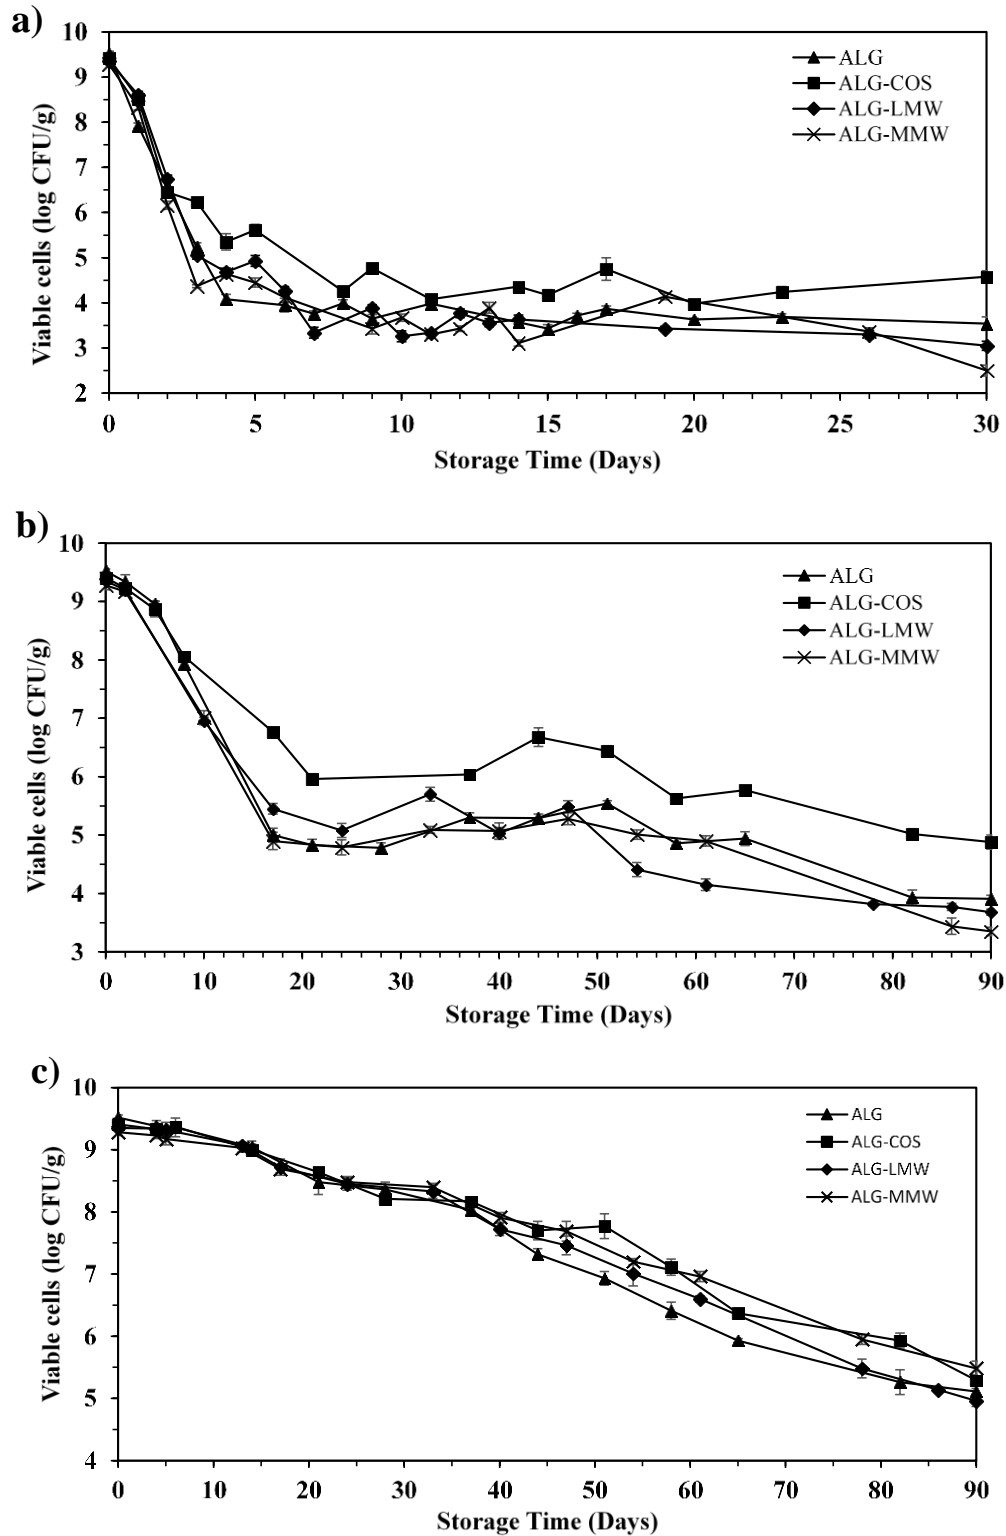 a)
10
9
8
7
6
5
4
3
2
Viable cells (log CFU/g)
ALG
ALG-COS
ALG-LMW
ALG-MMW
0 5 10 15 20 25 30
Storage Time (Days)
b)
10
9
8
7
6
5
4
3
Viable cells (log CFU/g)
ALG
ALG-COS
ALG-LMW
ALG-MMW
0 10 20 30 40 50 60 70 80 90
Storage Time (Days)
c)
10
9
8
7
6
5
4
Viable cells (log CFU/g)
ALG
ALG-COS
ALG-LMW
ALG-MMW
0 10 20 30 40 50 60 70 80 90
Storage Time (Days)